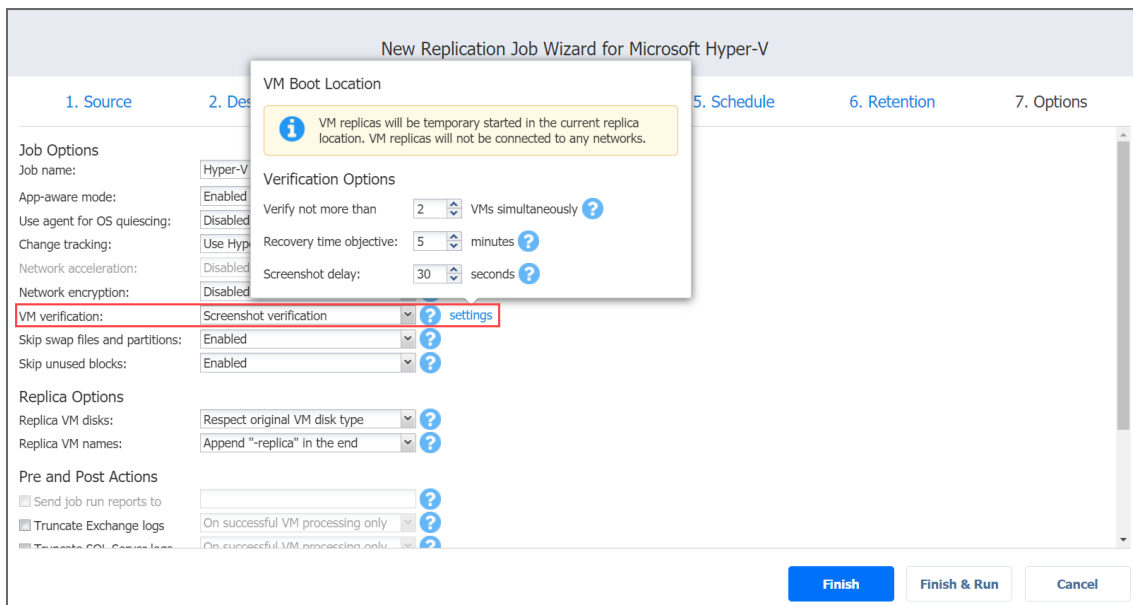 New Replication Job Wizard for Microsoft Hyper-V
1. Source
2. Des
5. Schedule
6. Retention
7. Options
VM Boot Location
VM replicas will be temporary started in the current replica
location. VM replicas will not be connected to any networks.
Verification Options
Verify not more than 2 VMs simultaneously ?
Recovery time objective: 5 minutes ?
Screenshot delay: 30 seconds ?
Job Options
Job name: Hyper-V
App-aware mode: Enabled
Use agent for OS quiescing: Disabled
Change tracking: Use Hype
Network acceleration: Disabled
Network encryption: Disabled
VM verification: Screenshot verification ? settings
Skip swap files and partitions: Enabled ?
Skip unused blocks: Enabled ?
Replica Options
Replica VM disks: Respect original VM disk type ?
Replica VM names: Append "-replica" in the end ?
Pre and Post Actions
Send job run reports to ?
Truncate Exchange logs On successful VM processing only ?
Truncate SQL Server logs On successful VM processing only ?
Finish
Finish & Run
Cancel